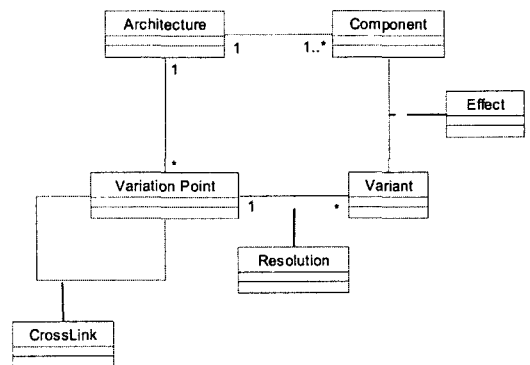 Architecture
Component
1
1..*
1
Effect
*
Variation Point
Variant
1
*
Resolution
CrossLink